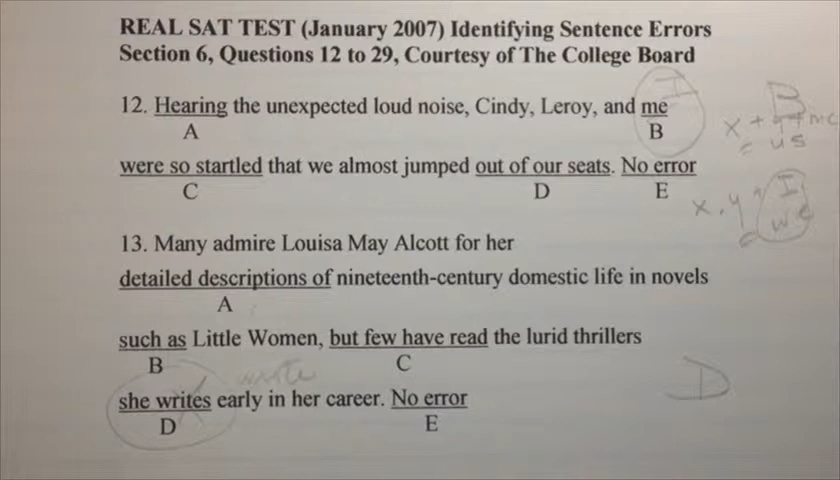 REAL SAT TEST (January 2007) Identifying Sentence Errors
Section 6, Questions 12 to 29, Courtesy of The College Board
I
12. Hearing the unexpected loud noise, Cindy, Leroy, and me
A B
B
x + y + me
= us
were so startled that we almost jumped out of our seats. No error
C D E
x, y, I
we
13. Many admire Louisa May Alcott for her
detailed descriptions of nineteenth-century domestic life in novels
A
such as Little Women, but few have read the lurid thrillers
B C
D
wrote
she writes early in her career. No error
D E